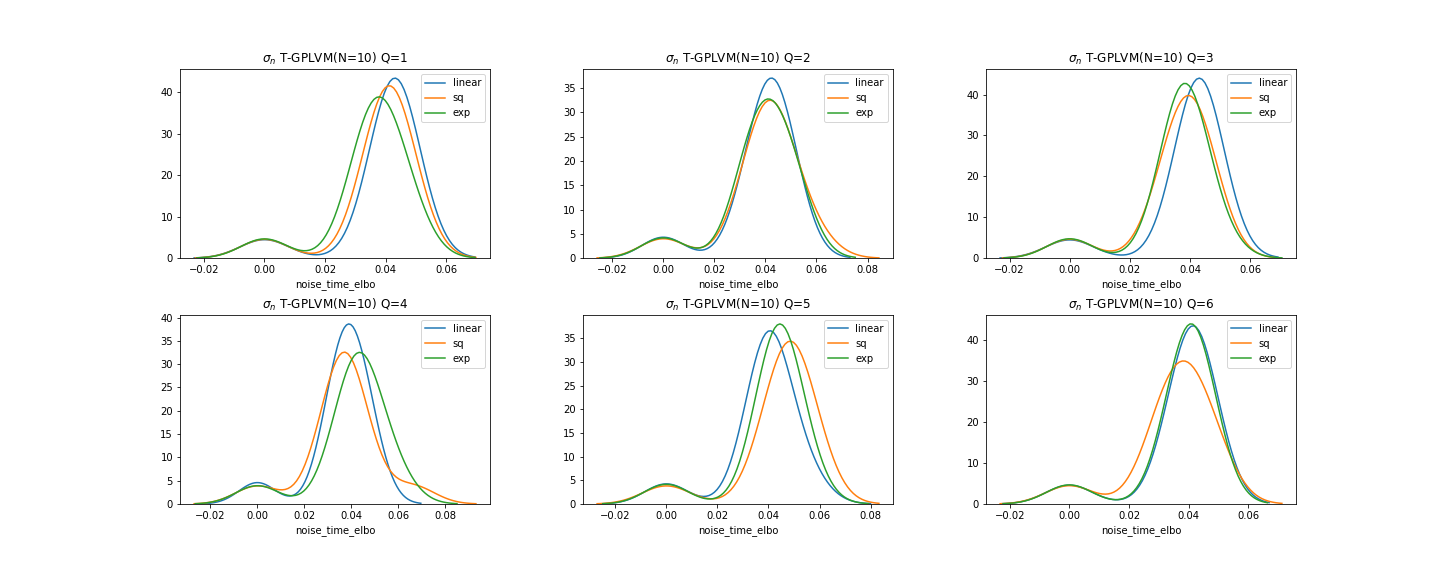 σn T-GPLVM(N=10) Q=1
40
30
20
10
0
−0.02 0.00 0.02 0.04 0.06
noise_time_elbo
linear
sq
exp
σn T-GPLVM(N=10) Q=2
35
30
25
20
15
10
5
0
−0.02 0.00 0.02 0.04 0.06 0.08
noise_time_elbo
linear
sq
exp
σn T-GPLVM(N=10) Q=3
40
30
20
10
0
−0.02 0.00 0.02 0.04 0.06
noise_time_elbo
linear
sq
exp
σn T-GPLVM(N=10) Q=4
40
35
30
25
20
15
10
5
0
−0.02 0.00 0.02 0.04 0.06 0.08
noise_time_elbo
linear
sq
exp
σn T-GPLVM(N=10) Q=5
35
30
25
20
15
10
5
0
−0.02 0.00 0.02 0.04 0.06 0.08
noise_time_elbo
linear
sq
exp
σn T-GPLVM(N=10) Q=6
40
30
20
10
0
−0.02 0.00 0.02 0.04 0.06
noise_time_elbo
linear
sq
exp